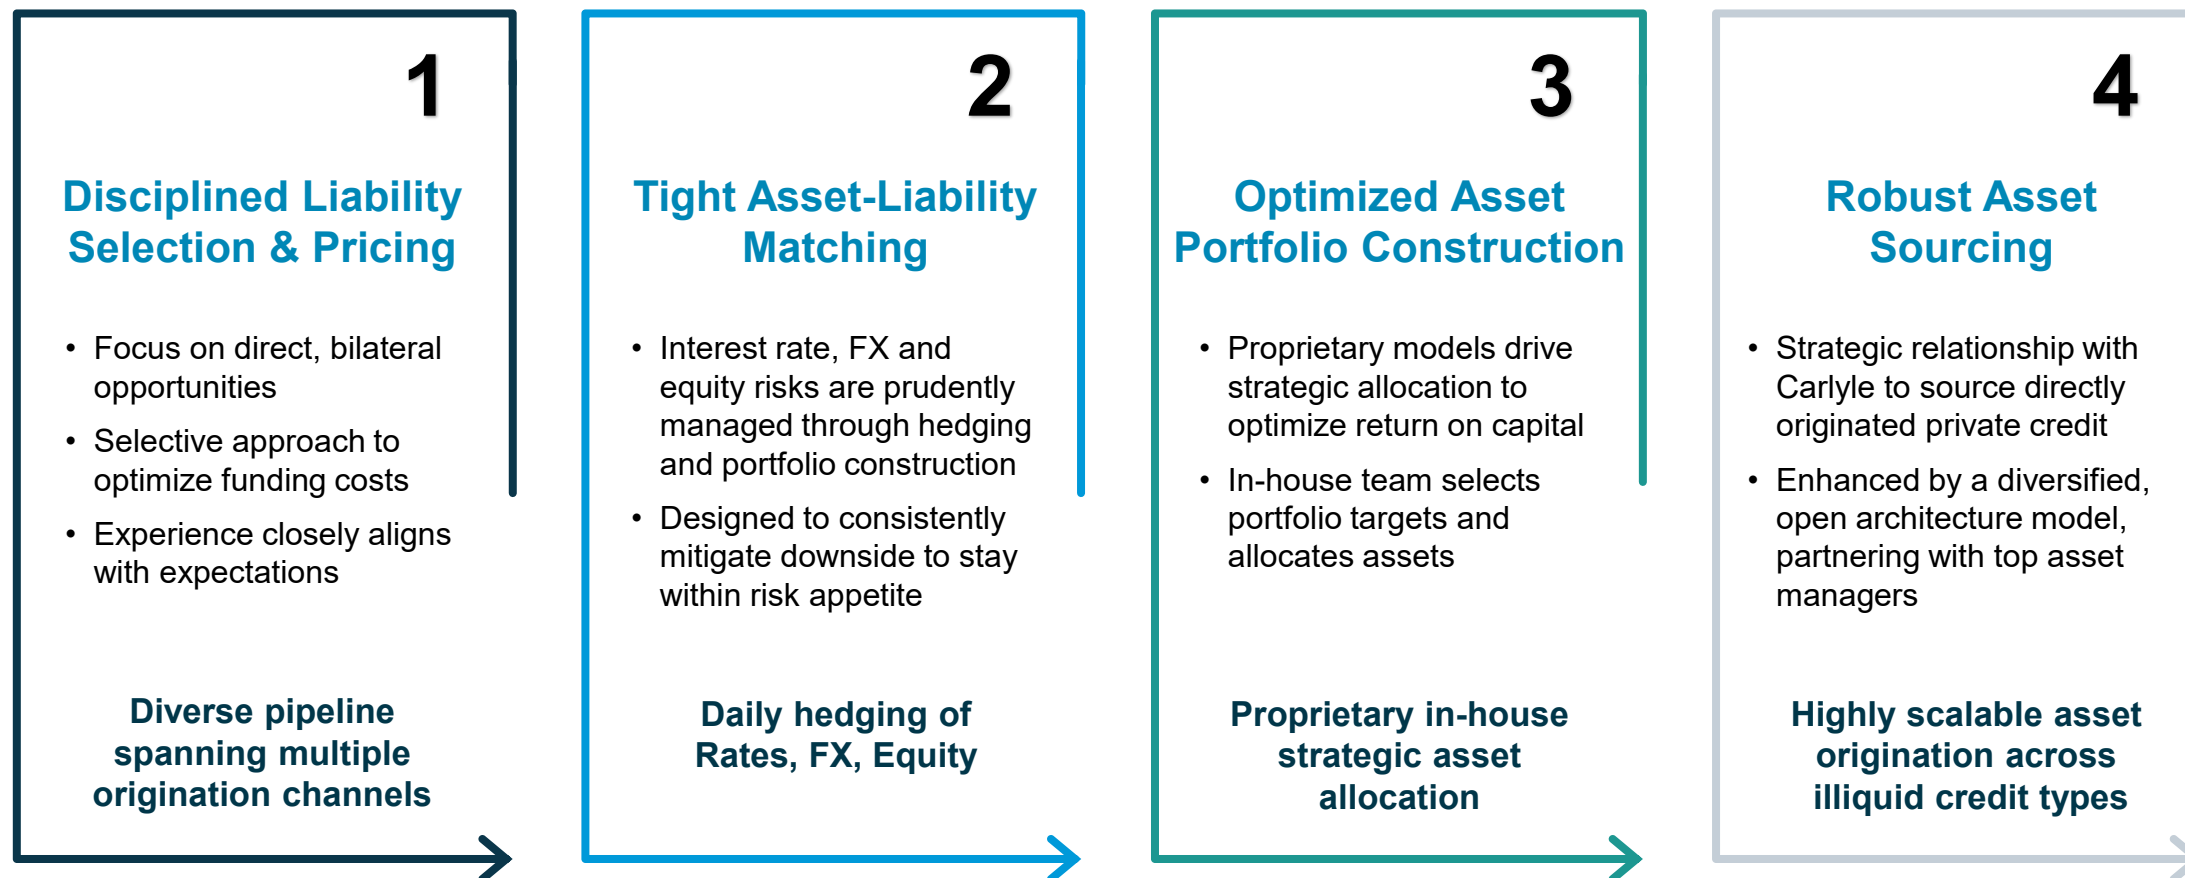 1
Disciplined Liability
Selection & Pricing
• Focus on direct, bilateral
opportunities
• Selective approach to
optimize funding costs
• Experience closely aligns
with expectations
Diverse pipeline
spanning multiple
origination channels
2
Tight Asset-Liability
Matching
• Interest rate, FX and
equity risks are prudently
managed through hedging
and portfolio construction
• Designed to consistently
mitigate downside to stay
within risk appetite
Daily hedging of
Rates, FX, Equity
3
Optimized Asset
Portfolio Construction
• Proprietary models drive
strategic allocation to
optimize return on capital
• In-house team selects
portfolio targets and
allocates assets
Proprietary in-house
strategic asset
allocation
4
Robust Asset
Sourcing
• Strategic relationship with
Carlyle to source directly
originated private credit
• Enhanced by a diversified,
open architecture model,
partnering with top asset
managers
Highly scalable asset
origination across
illiquid credit types